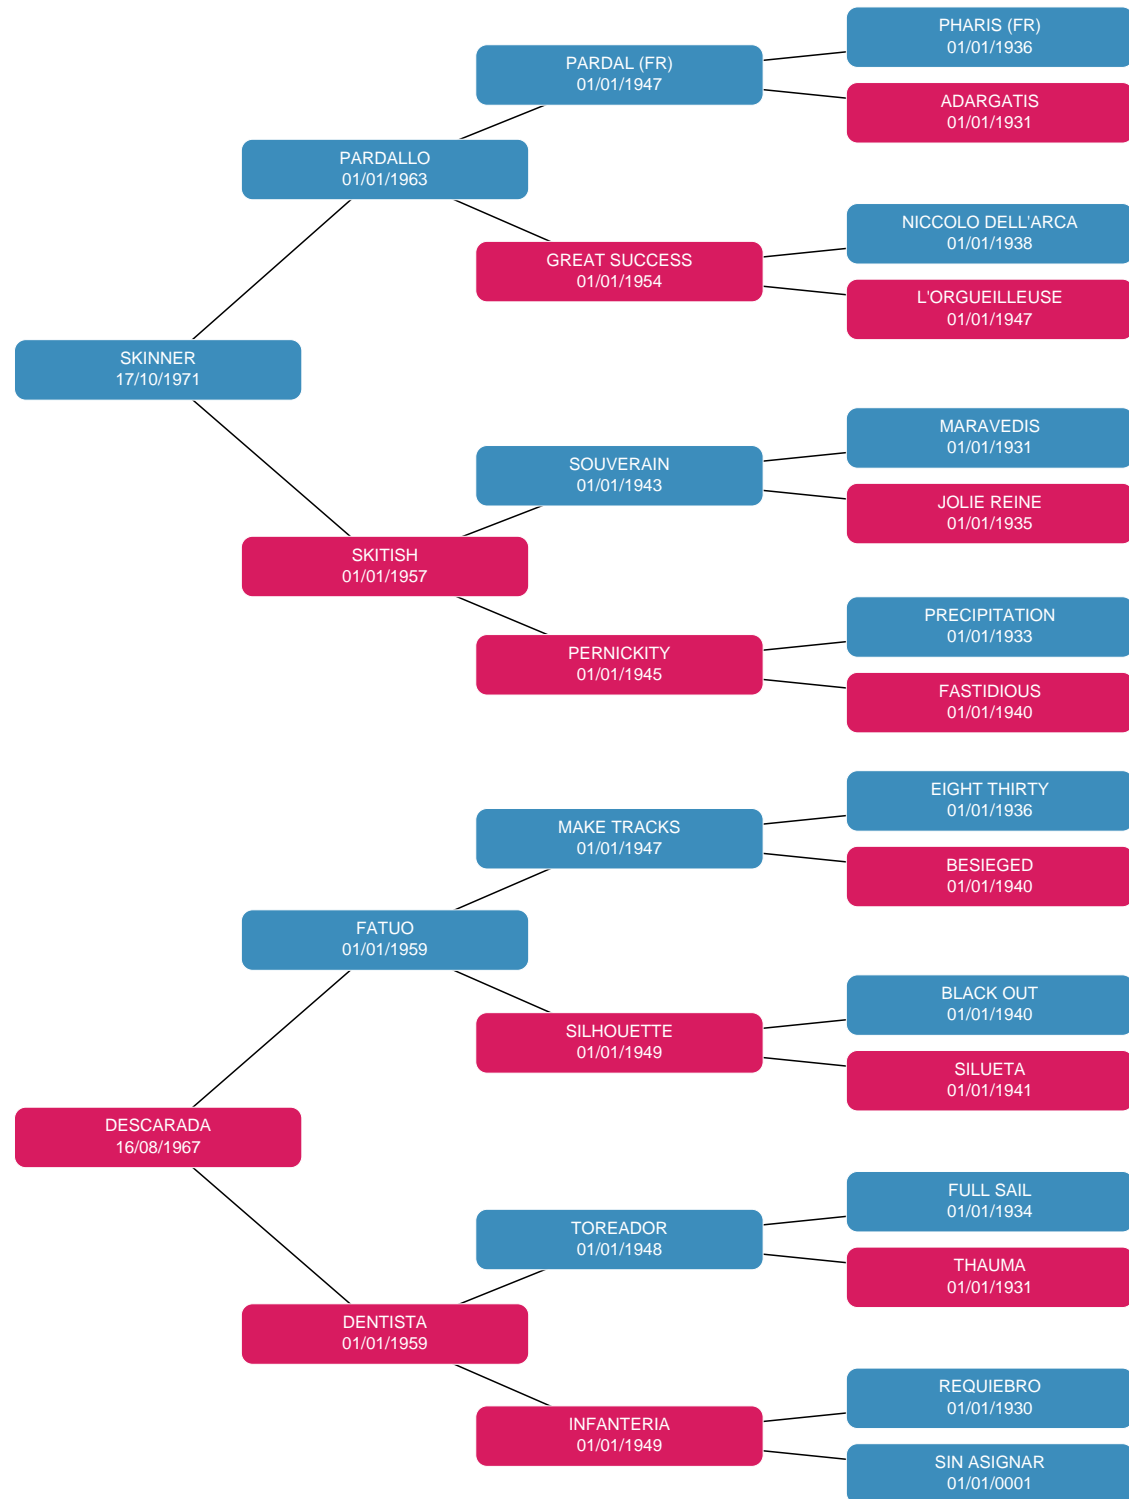 PHARIS (FR)
01/01/1936
PARDAL (FR)
01/01/1947
ADARGATIS
01/01/1931
PARDALLO
01/01/1963
NICCOLO DELL'ARCA
01/01/1938
GREAT SUCCESS
01/01/1954
L'ORGUEILLEUSE
01/01/1947
SKINNER
17/10/1971
MARAVEDIS
01/01/1931
SOUVERAIN
01/01/1943
JOLIE REINE
01/01/1935
SKITISH
01/01/1957
PRECIPITATION
01/01/1933
PERNICKITY
01/01/1945
FASTIDIOUS
01/01/1940
EIGHT THIRTY
01/01/1936
MAKE TRACKS
01/01/1947
BESIEGED
01/01/1940
FATUO
01/01/1959
BLACK OUT
01/01/1940
SILHOUETTE
01/01/1949
SILUETA
01/01/1941
DESCARADA
16/08/1967
FULL SAIL
01/01/1934
TOREADOR
01/01/1948
THAUMA
01/01/1931
DENTISTA
01/01/1959
REQUIEBRO
01/01/1930
INFANTERIA
01/01/1949
SIN ASIGNAR
01/01/0001